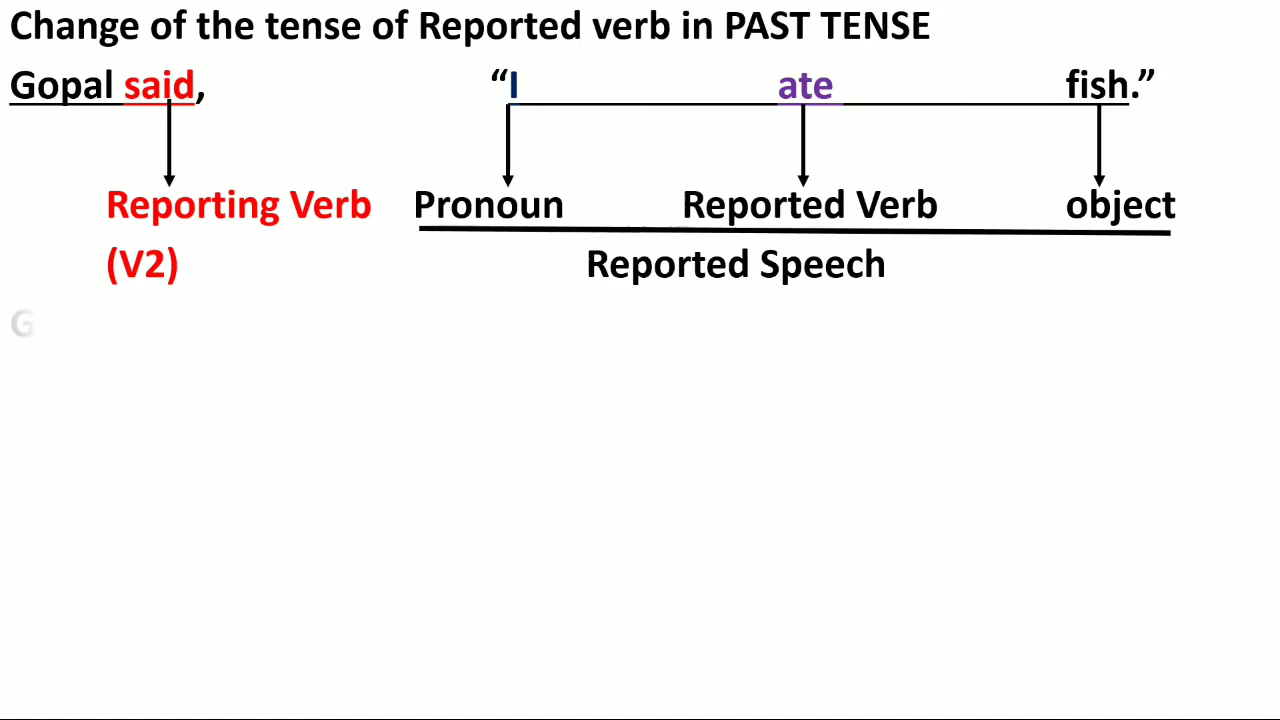 Change of the tense of Reported verb in PAST TENSE
Gopal said, “I ate fish.”
Reporting Verb Pronoun Reported Verb object
(V2) Reported Speech
G